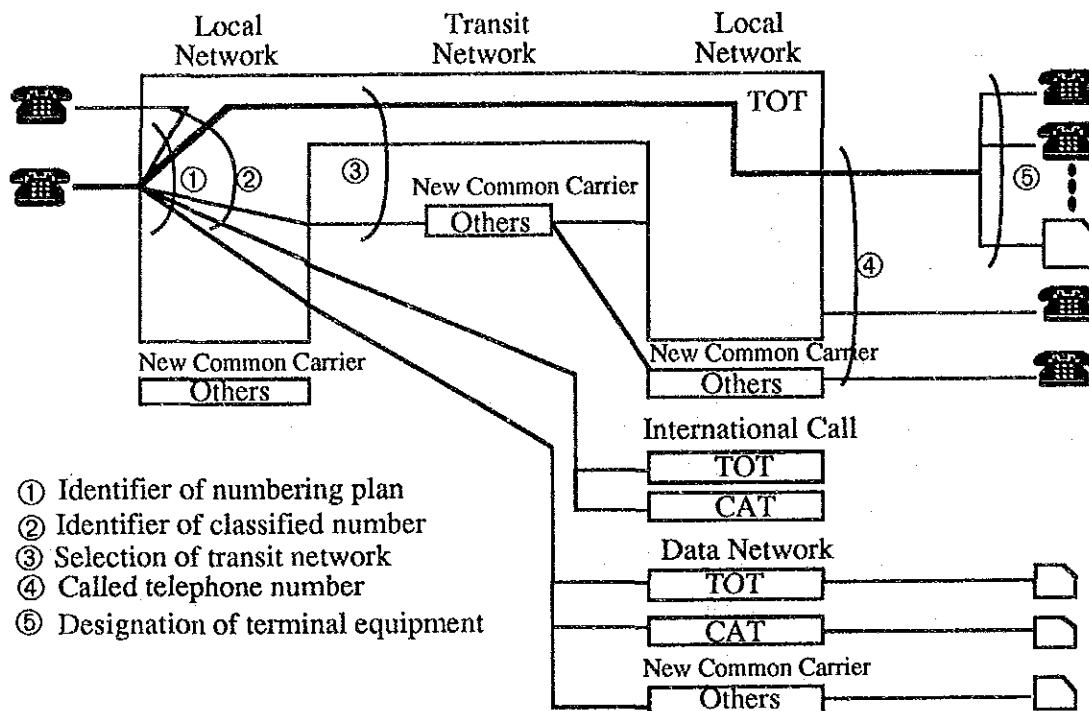 Local
Network
Transit
Network
Local
Network
TOT
①
②
③
④
⑤
New Common Carrier
Others
New Common Carrier
Others
New Common Carrier
Others
International Call
TOT
CAT
Data Network
TOT
CAT
New Common Carrier
Others
① Identifier of numbering plan
② Identifier of classified number
③ Selection of transit network
④ Called telephone number
⑤ Designation of terminal equipment